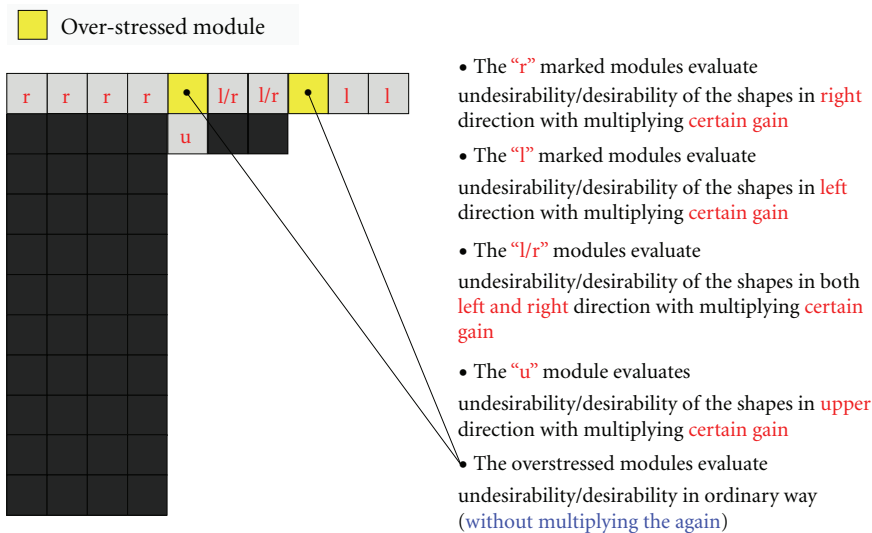 Over-stressed module
r r r r l/r l/r l l
u
• The “r” marked modules evaluate
undesirability/desirability of the shapes in right
direction with multiplying certain gain
• The “l” marked modules evaluate
undesirability/desirability of the shapes in left
direction with multiplying certain gain
• The “l/r” modules evaluate
undesirability/desirability of the shapes in both
left and right direction with multiplying certain
gain
• The “u” module evaluates
undesirability/desirability of the shapes in upper
direction with multiplying certain gain
• The overstressed modules evaluate
undesirability/desirability in ordinary way
(without multiplying the again)